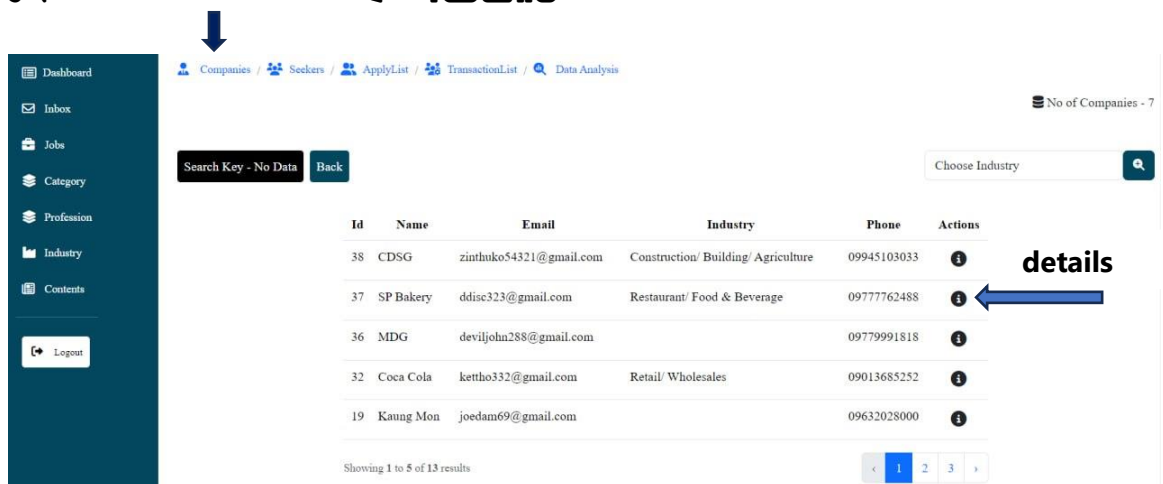 Dashboard
Companies / Seekers / ApplyList / TransactionList / Data Analysis
Inbox
No of Companies - 7
Jobs
Search Key - No Data Back
Choose Industry
Category
Profession
Industry
Contents
Logout
Id Name Email Industry Phone Actions
38 CDSG zinthuko54321@gmail.com Construction/ Building/ Agriculture 09945103033
details
37 SP Bakery ddisc323@gmail.com Restaurant/ Food & Beverage 09777762488
36 MDG deviljohn288@gmail.com 09779991818
32 Coca Cola kettho332@gmail.com Retail/ Wholesales 09013685252
19 Kaung Mon joedam69@gmail.com 09632028000
Showing 1 to 5 of 13 results
‹ 1 2 3 ›